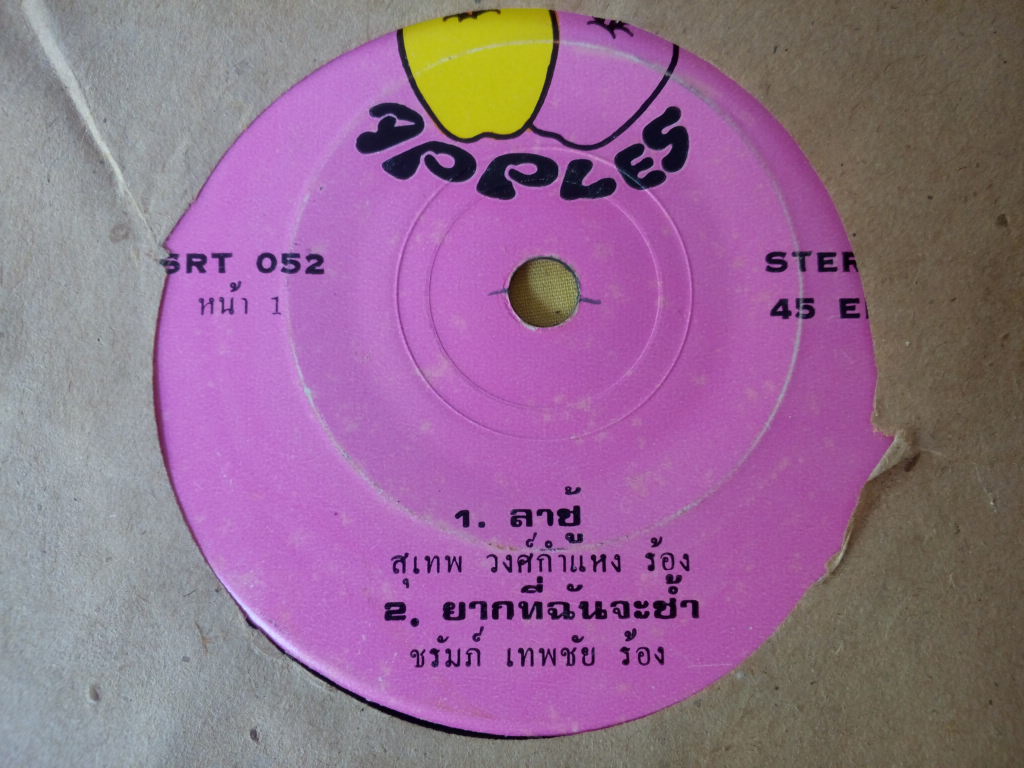 APPLES
SRT 052
หน้า 1
STER
45 E
1. ลาชู้
สุเทพ วงศ์กำแหง ร้อง
2. ยากที่ฉันจะช้ำ
ชรัมภ์ เทพชัย ร้อง